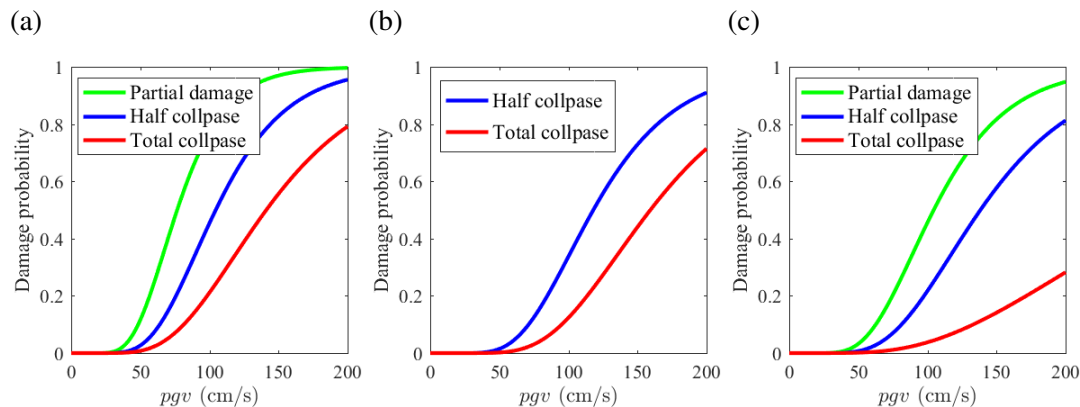 (a)
Damage probability
1
0.8
0.6
0.4
0.2
0
Partial damage
Half collpase
Total collpase
0 50 100 150 200
pgv (cm/s)
(b)
Damage probability
1
0.8
0.6
0.4
0.2
0
Half collpase
Total collpase
0 50 100 150 200
pgv (cm/s)
(c)
Damage probability
1
0.8
0.6
0.4
0.2
0
Partial damage
Half collpase
Total collpase
0 50 100 150 200
pgv (cm/s)